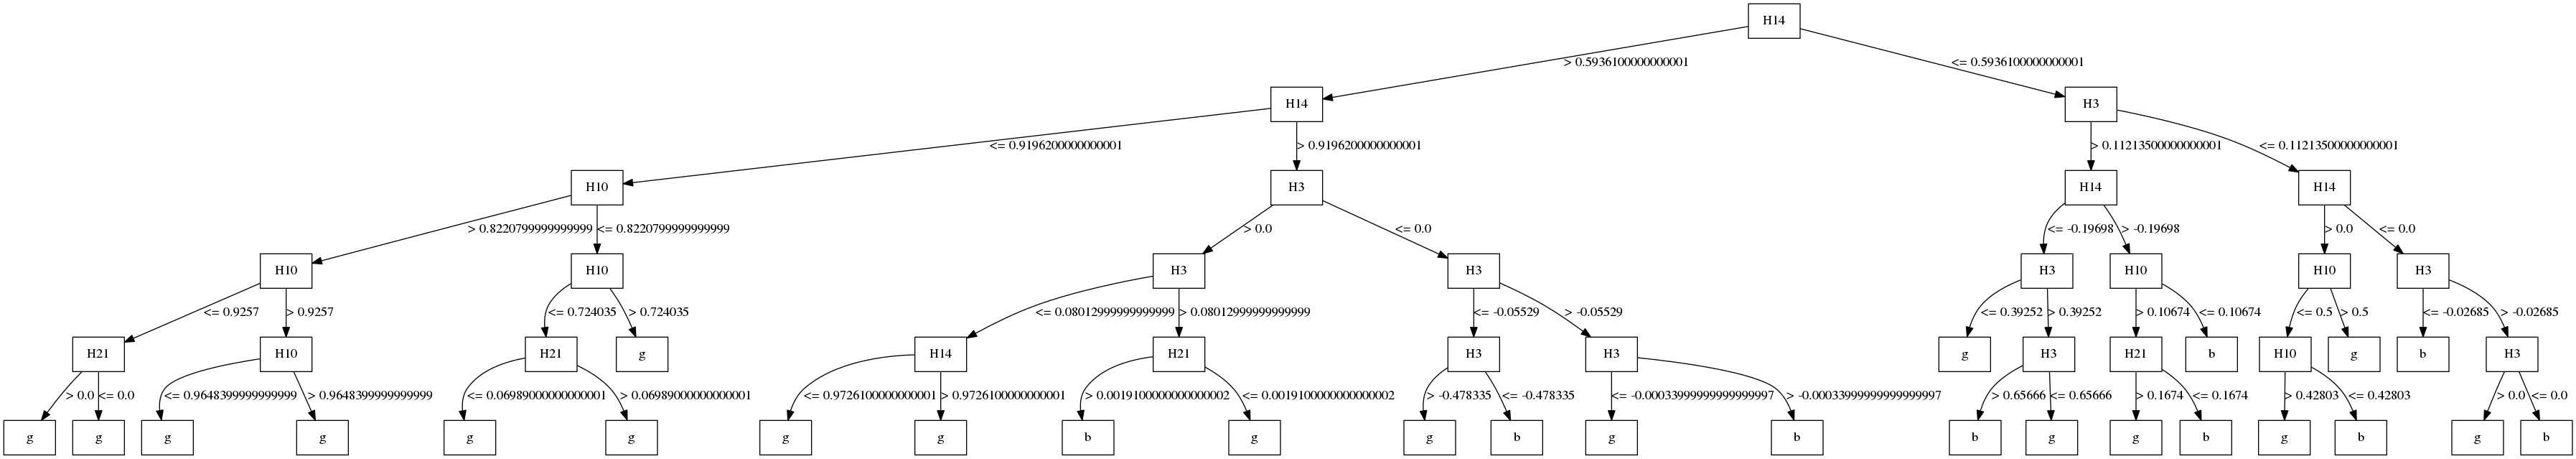 H14
> 0.5936100000000001 <= 0.5936100000000001
H14 H3
<= 0.9196200000000001 > 0.9196200000000001 > 0.11213500000000001 <= 0.11213500000000001
H10 H3 H14 H14
> 0.8220799999999999 <= 0.8220799999999999 > 0.0 <= 0.0 <= -0.19698 > -0.19698 > 0.0 <= 0.0
H10 H10 H3 H3 H3 H10 H10 H3
<= 0.9257 > 0.9257 <= 0.724035 > 0.724035 <= 0.08012999999999999 > 0.08012999999999999 <= -0.05529 > -0.05529 <= 0.39252 > 0.39252 > 0.10674 <= 0.10674 <= 0.5 > 0.5 <= -0.02685 > -0.02685
H21 H10 H21 g H14 H21 H3 H3 g H3 H21 b H10 g b H3
> 0.0 <= 0.0 <= 0.9648399999999999 > 0.9648399999999999 <= 0.06989000000000001 > 0.06989000000000001 <= 0.9726100000000001 > 0.9726100000000001 > 0.0019100000000000002 <= 0.0019100000000000002 > -0.478335 <= -0.478335 <= -0.00033999999999999997 > -0.00033999999999999997 > 0.65666 <= 0.65666 > 0.1674 <= 0.1674 > 0.42803 <= 0.42803 > 0.0 <= 0.0
g g g g g g g g b g g b g b b g g b g b g b